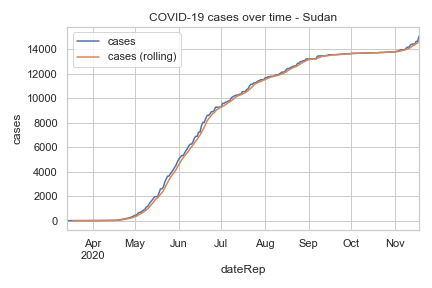 COVID-19 cases over time - Sudan
cases
cases (rolling)
14000
12000
10000
8000
6000
4000
2000
0
cases
Apr Mayo Jun Jul Aug Sep Oct Nov
2020
dateRep